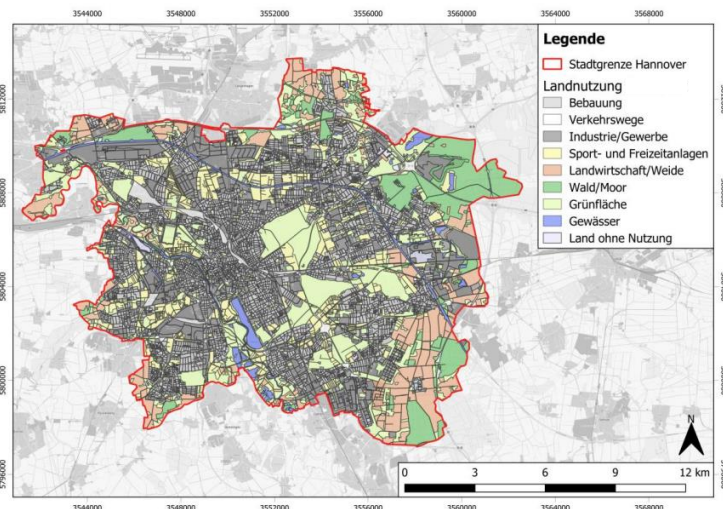 3544000 3548000 3552000 3556000 3560000 3564000 3568000
Legende
Stadtgrenze Hannover
Landnutzung
Bebauung
Verkehrswege
Industrie/Gewerbe
Sport- und Freizeitanlagen
Landwirtschaft/Weide
Wald/Moor
Grünfläche
Gewässer
Land ohne Nutzung
5812000
5808000
5804000
5800000
5796000
N
0 3 6 9 12 km
3544000 3548000 3552000 3556000 3560000 3564000 3568000